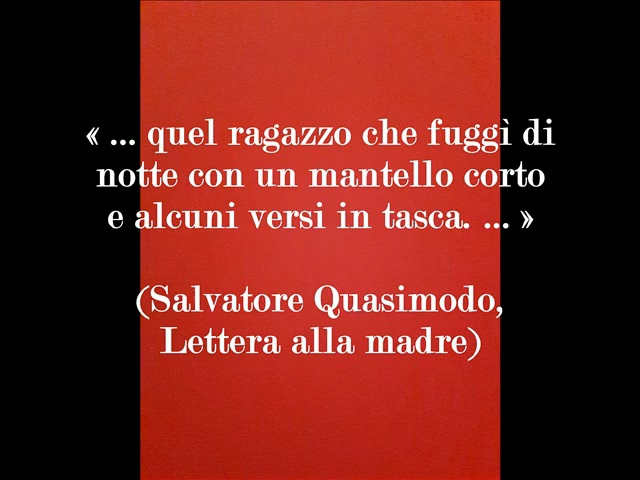 « ... quel ragazzo che fuggì di
notte con un mantello corto
e alcuni versi in tasca. ... »
(Salvatore Quasimodo,
Lettera alla madre)